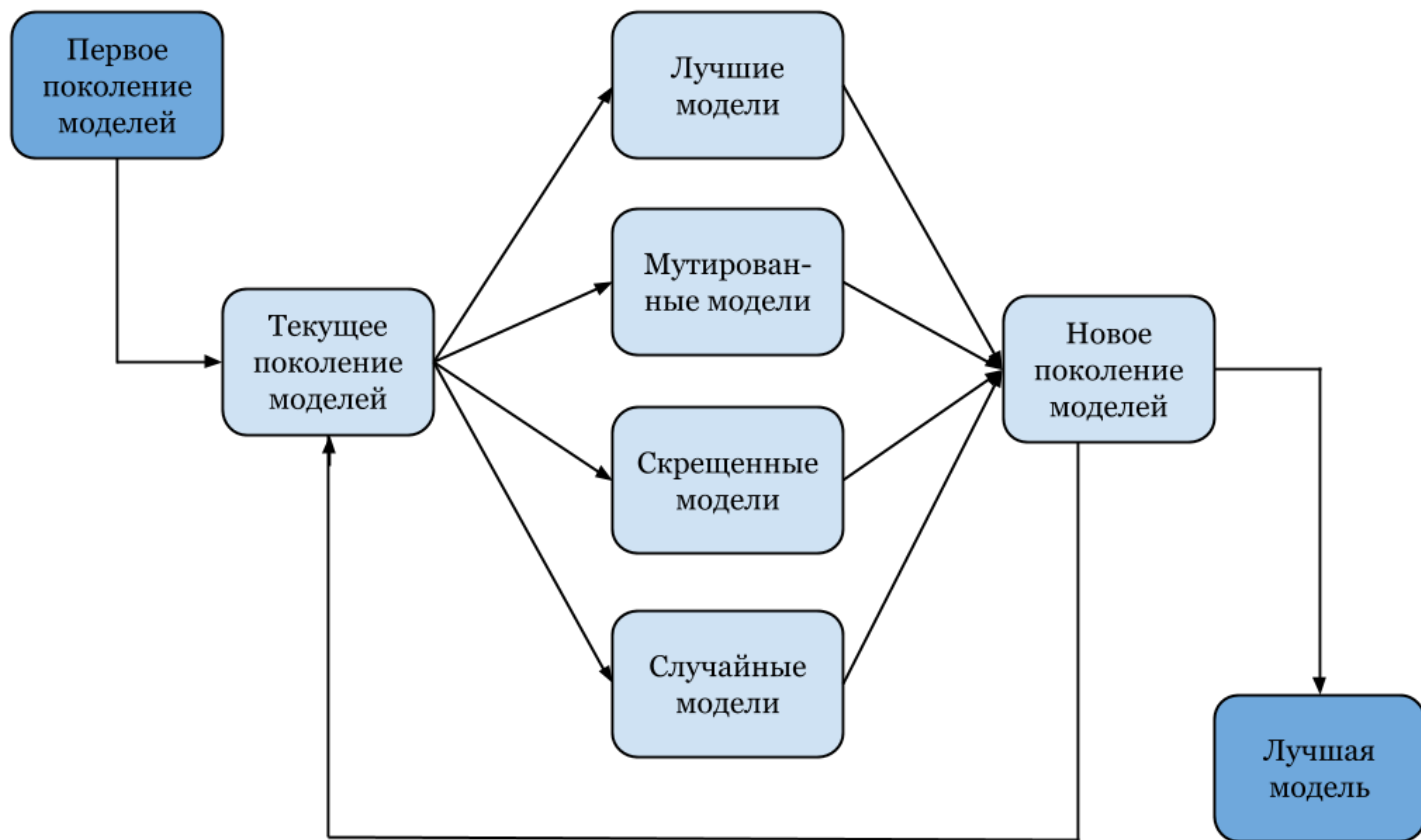 Первое
поколение
моделей
Лучшие
модели
Мутирован-
ные модели
Текущее
поколение
моделей
Новое
поколение
моделей
Скрещенные
модели
Случайные
модели
Лучшая
модель